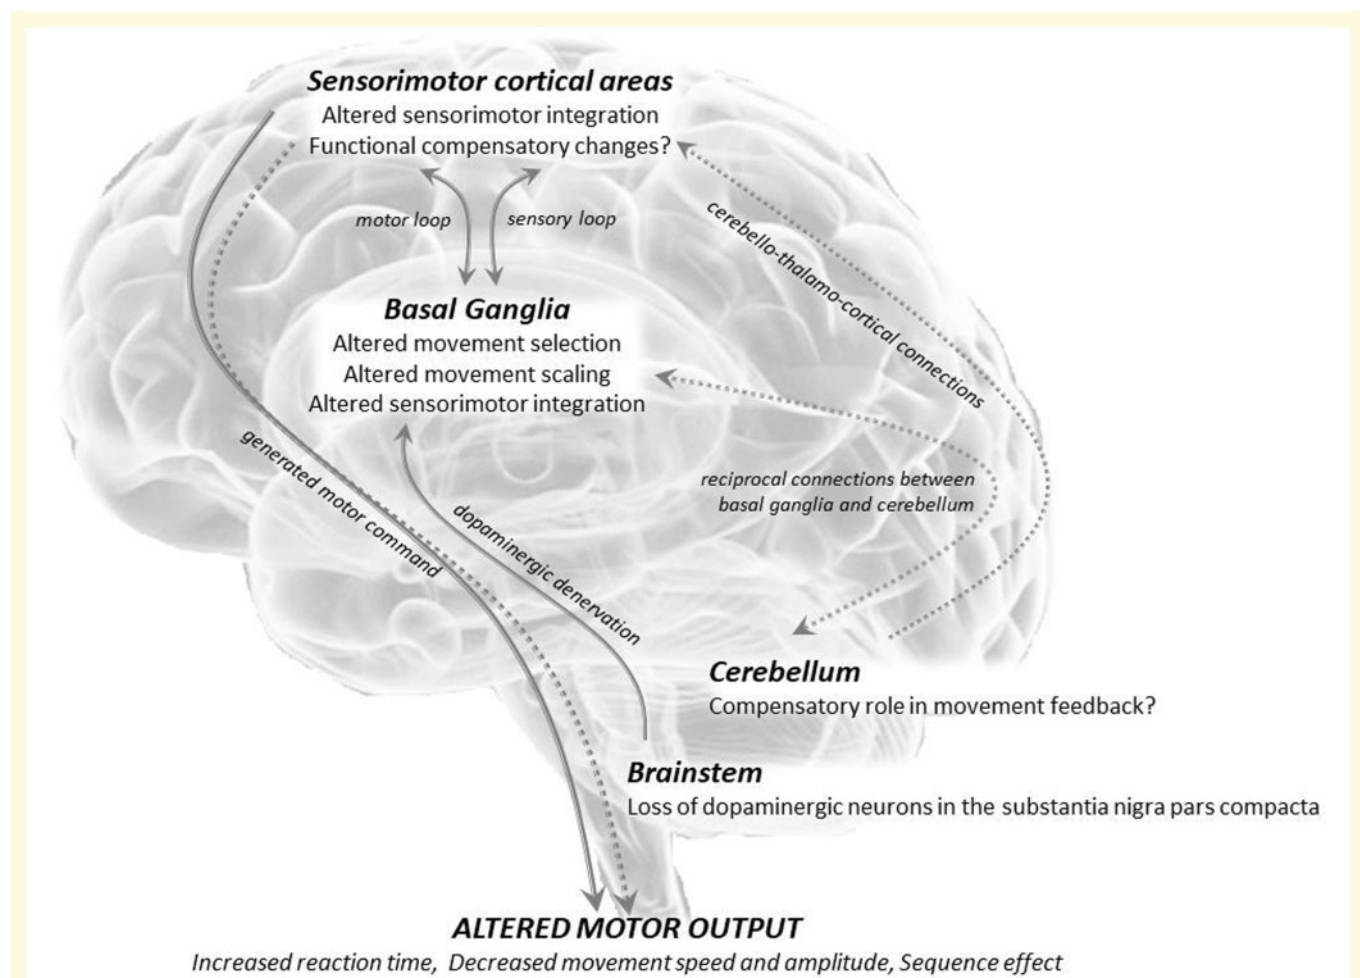 Sensorimotor cortical areas
Altered sensorimotor integration
Functional compensatory changes?
motor loop
sensory loop
cerebello-thalamo-cortical connections
Basal Ganglia
Altered movement selection
Altered movement scaling
Altered sensorimotor integration
generated motor command
dopaminergic denervation
reciprocal connections between
basal ganglia and cerebellum
Cerebellum
Compensatory role in movement feedback?
Brainstem
Loss of dopaminergic neurons in the substantia nigra pars compacta
ALTERED MOTOR OUTPUT
Increased reaction time, Decreased movement speed and amplitude, Sequence effect